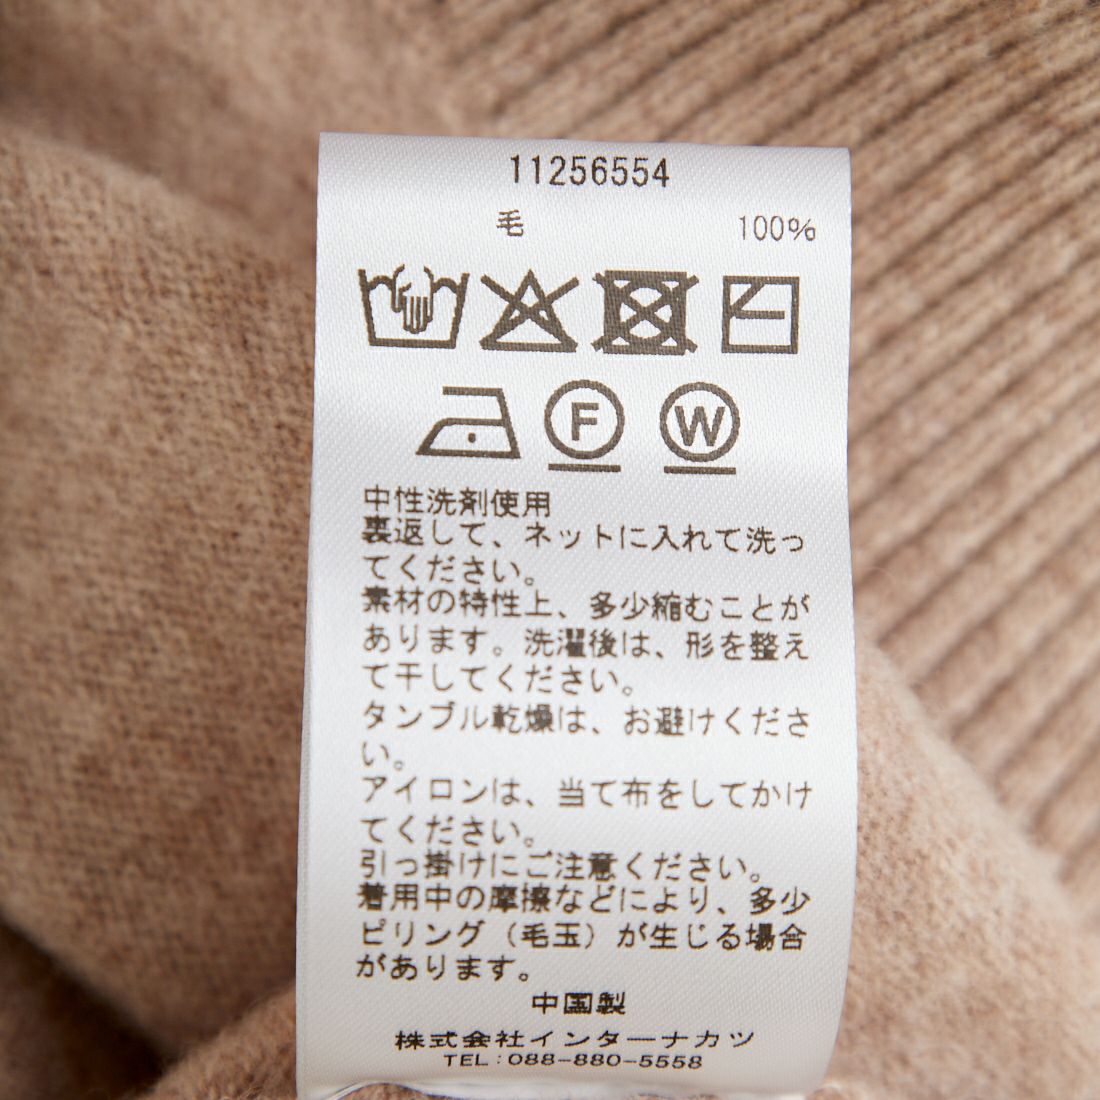 11256554
毛 100%
F W
中性洗剤使用
裏返して、ネットに入れて洗っ
てください。
素材の特性上、多少縮むことが
あります。洗濯後は、形を整え
て干してください。
タンブル乾燥は、お避けくださ
い。
アイロンは、当て布をしてかけ
てください。
引っ掛けにご注意ください。
着用中の摩擦などにより、多少
ピリング（毛玉）が生じる場合
があります。
中国製
株式会社インターナカツ
TEL:088-880-5558